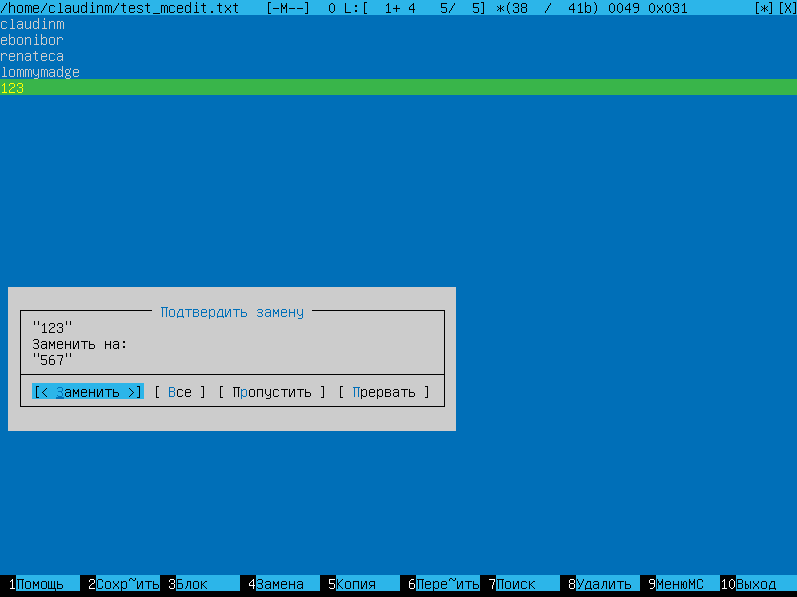 /home/claudinm/test_mcedit.txt [-M--] 0 L:[ 1+ 4 5/ 5] *(38 / 41b) 0049 0x031 [*][X]
claudinm
ebonibor
renateca
lommymadge
123
Подтвердить замену
"123"
Заменить на:
"567"
[< Заменить >] [ Все ] [ Пропустить ] [ Прервать ]
1Помощь 2Сохр~ить 3Блок 4Замена 5Копия 6Пере~ить 7Поиск 8Удалить 9МенюMC 10Выход